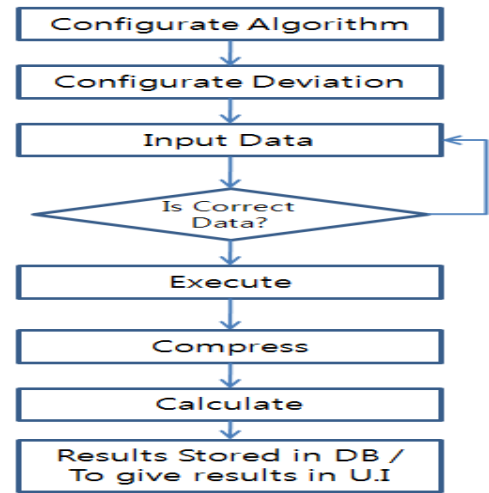 Configurate Algorithm
Configurate Deviation
Input Data
Is Correct
Data?
Execute
Compress
Calculate
Results Stored in DB /
To give results in U.I